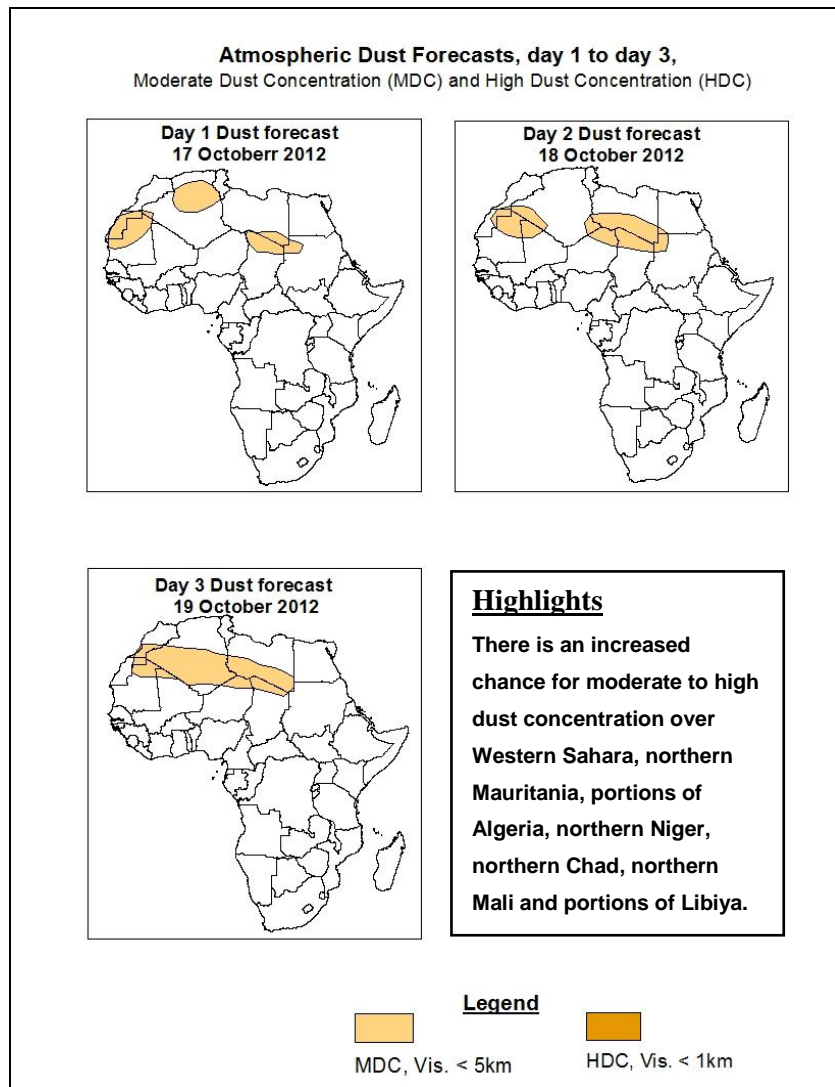 Atmospheric Dust Forecasts, day 1 to day 3,
Moderate Dust Concentration (MDC) and High Dust Concentration (HDC)
Day 1 Dust forecast
17 Octoberr 2012
Day 2 Dust forecast
18 October 2012
Day 3 Dust forecast
19 October 2012
Highlights
There is an increased
chance for moderate to high
dust concentration over
Western Sahara, northern
Mauritania, portions of
Algeria, northern Niger,
northern Chad, northern
Mali and portions of Libiya.
Legend
MDC, Vis. < 5km
HDC, Vis. < 1km